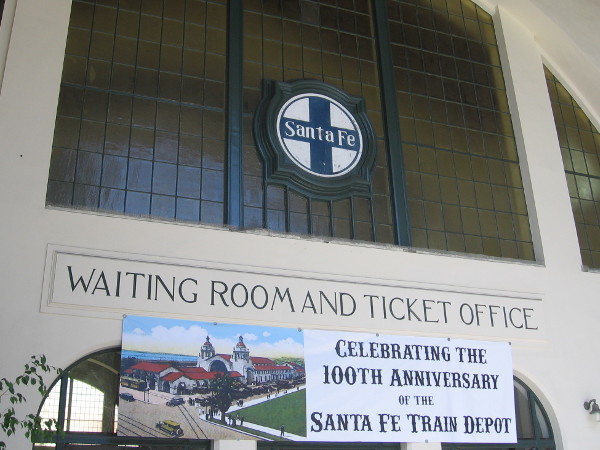 Santa Fe
WAITING ROOM AND TICKET OFFICE
CELEBRATING THE
100TH ANNIVERSARY
OF THE
SANTA FE TRAIN DEPOT